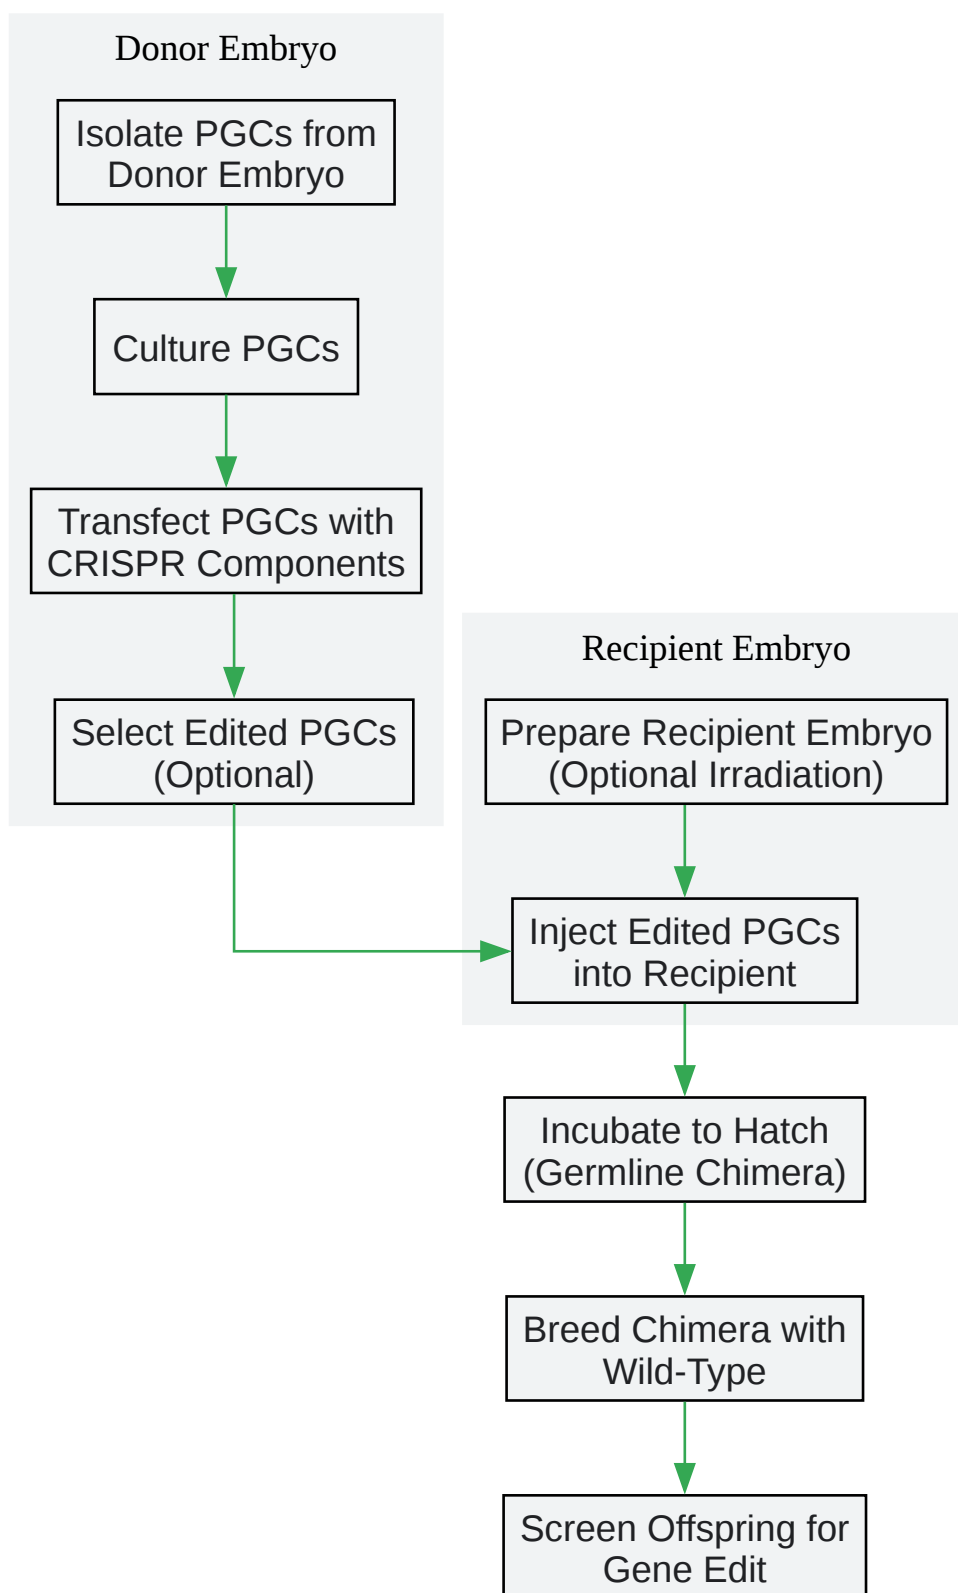 Donor Embryo
Isolate PGCs from
Donor Embryo
Culture PGCs
Transfect PGCs with
CRISPR Components
Select Edited PGCs
(Optional)
Recipient Embryo
Prepare Recipient Embryo
(Optional Irradiation)
Inject Edited PGCs
into Recipient
Incubate to Hatch
(Germline Chimera)
Breed Chimera with
Wild-Type
Screen Offspring for
Gene Edit